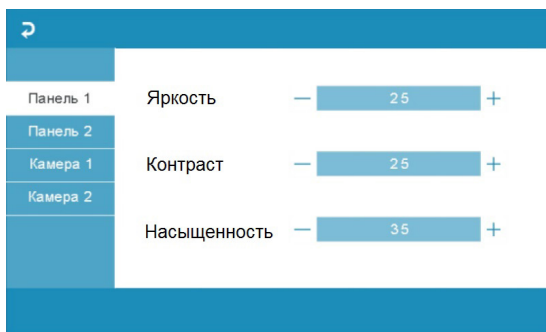 Панель 1
Панель 2
Камера 1
Камера 2
Яркость — 25 +
Контраст — 25 +
Насыщенность — 35 +